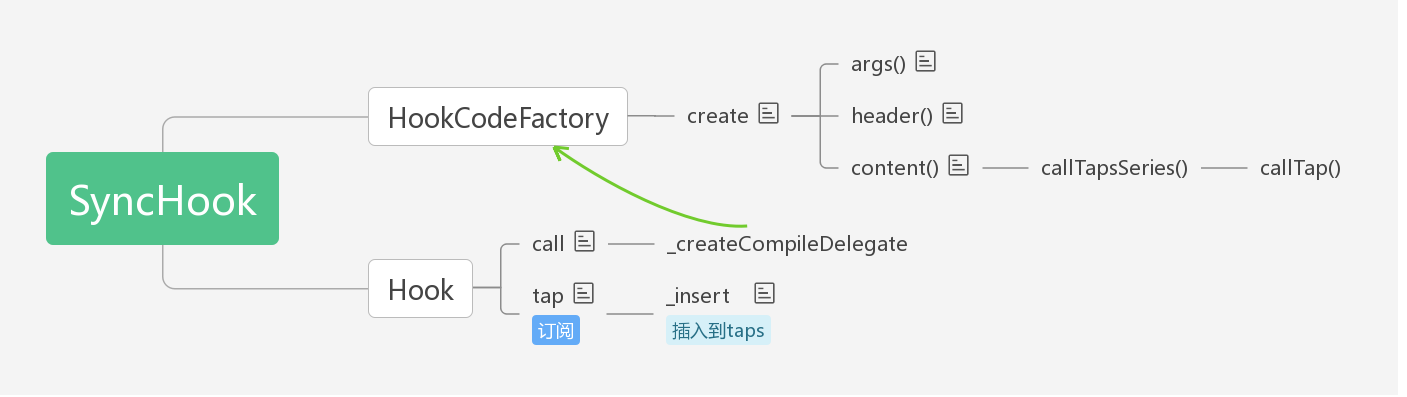 SyncHook
HookCodeFactory
create
args()
header()
content()
callTapsSeries()
callTap()
Hook
call
_createCompileDelegate
tap
订阅
_insert
插入到taps